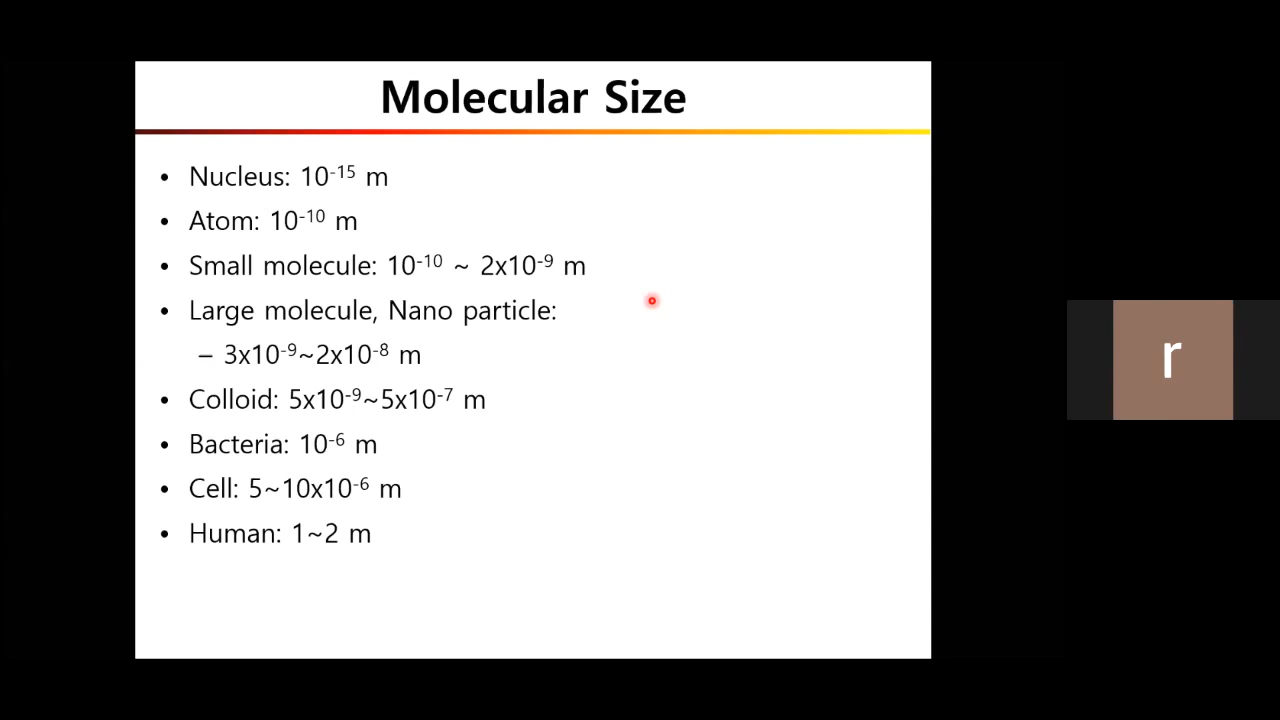 Molecular Size
• Nucleus: 10⁻¹⁵ m
• Atom: 10⁻¹⁰ m
• Small molecule: 10⁻¹⁰ ~ 2x10⁻⁹ m
• Large molecule, Nano particle:
– 3x10⁻⁹~2x10⁻⁸ m
• Colloid: 5x10⁻⁹~5x10⁻⁷ m
• Bacteria: 10⁻⁶ m
• Cell: 5~10x10⁻⁶ m
• Human: 1~2 m
r